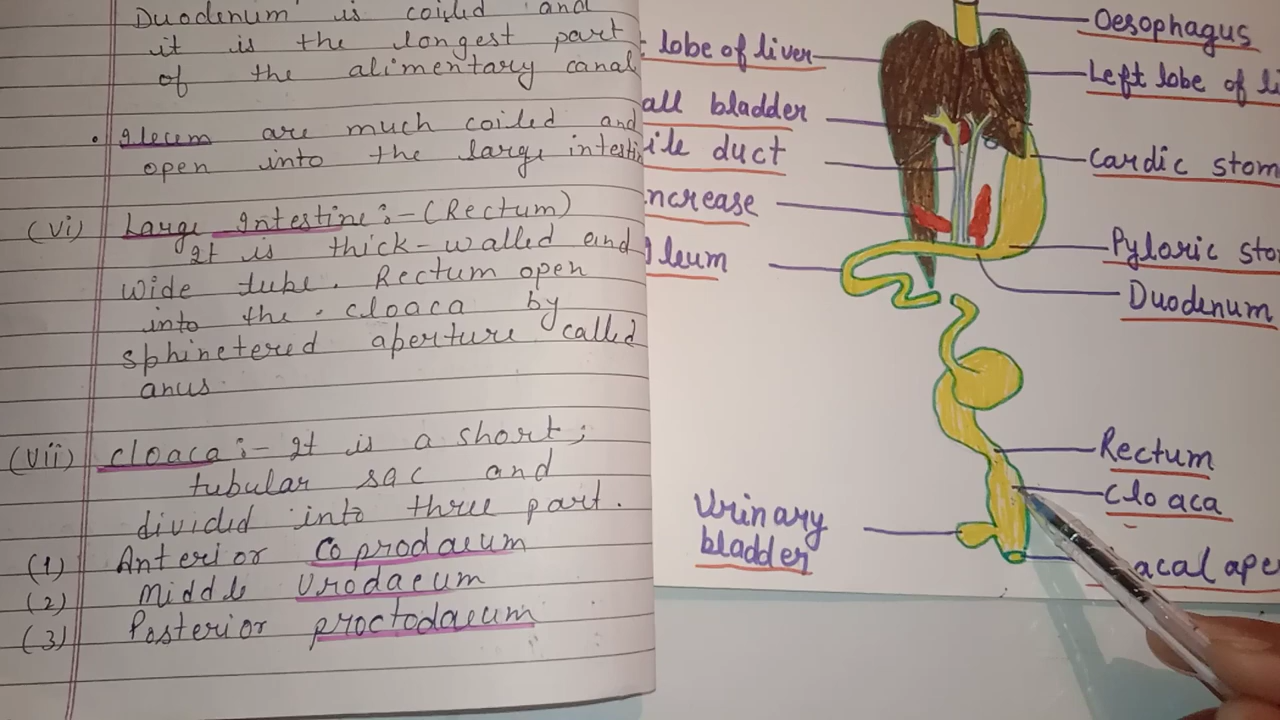 Duodenum is coiled and
it is the longest part
of the alimentary canal
• Ileum are much coiled and
open into the large intesti
(vi) Large Intestine :- (Rectum)
It is thick-walled and
wide tube. Rectum open
into the cloaca by
sphinctered aperture called
anus
(vii) cloaca :- It is a short,
tubular sac and
divided into three part.
(1) Anterior Coprodaeum
(2) Middle Urodaeum
(3) Posterior proctodaeum
lobe of liver
all bladder
ile duct
ncrease
Ileum
Urinary
bladder
Oesophagus
Left lobe of li
Cardic stom
Pyloric sto
Duodenum
Rectum
Cloaca
acal ape